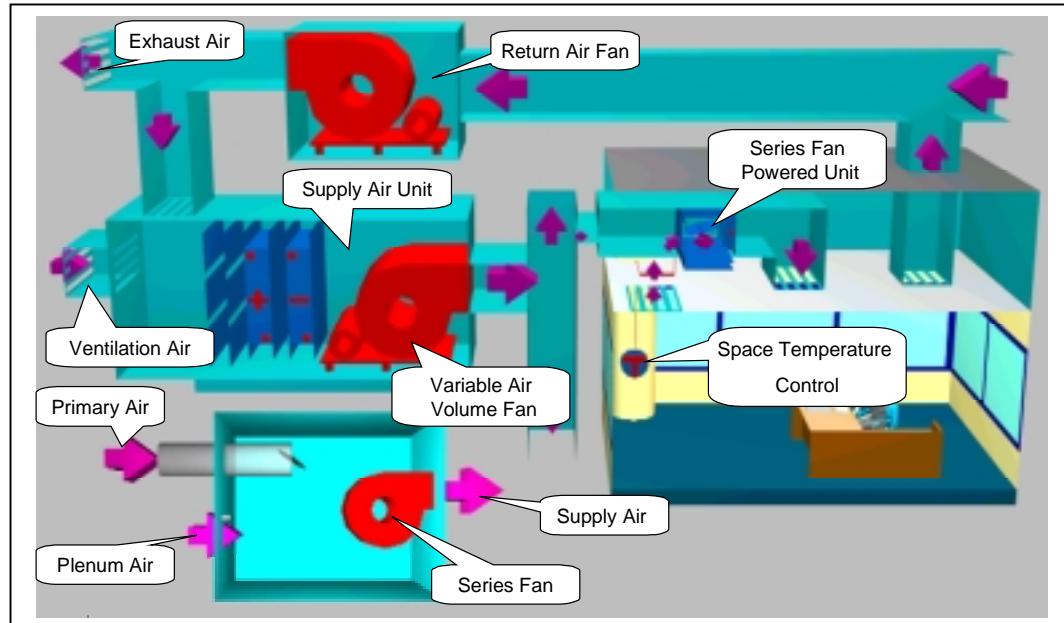 Exhaust Air
Return Air Fan
Series Fan
Powered Unit
Supply Air Unit
Ventilation Air
Space Temperature
Control
Variable Air
Volume Fan
Primary Air
Supply Air
Plenum Air
Series Fan